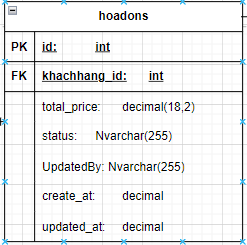 hoadons
PK id: int
FK khachhang_id: int
total_price: decimal(18,2)
status: Nvarchar(255)
UpdatedBy: Nvarchar(255)
create_at: decimal
updated_at: decimal